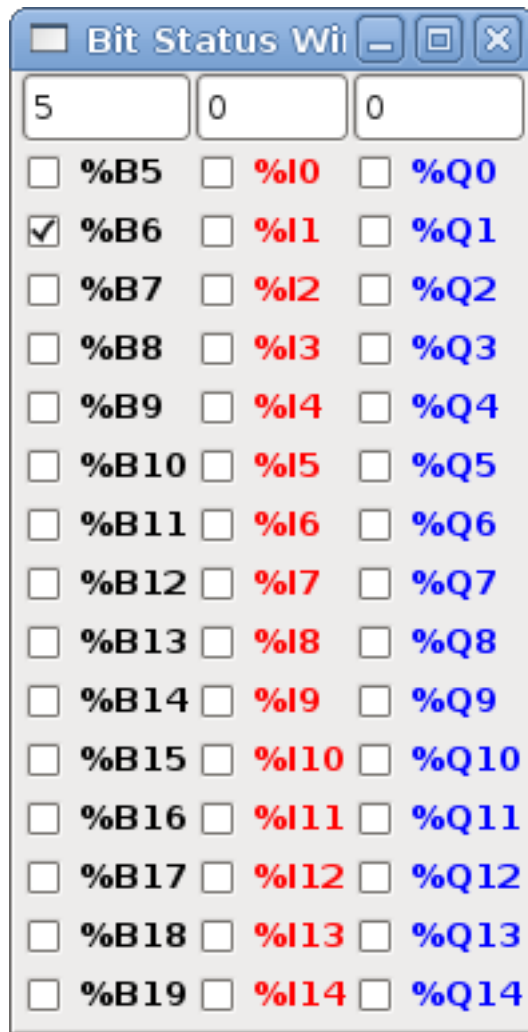 Bit Status Wi
5 0 0
%B5 %I0 %Q0
%B6 %I1 %Q1
%B7 %I2 %Q2
%B8 %I3 %Q3
%B9 %I4 %Q4
%B10 %I5 %Q5
%B11 %I6 %Q6
%B12 %I7 %Q7
%B13 %I8 %Q8
%B14 %I9 %Q9
%B15 %I10 %Q10
%B16 %I11 %Q11
%B17 %I12 %Q12
%B18 %I13 %Q13
%B19 %I14 %Q14